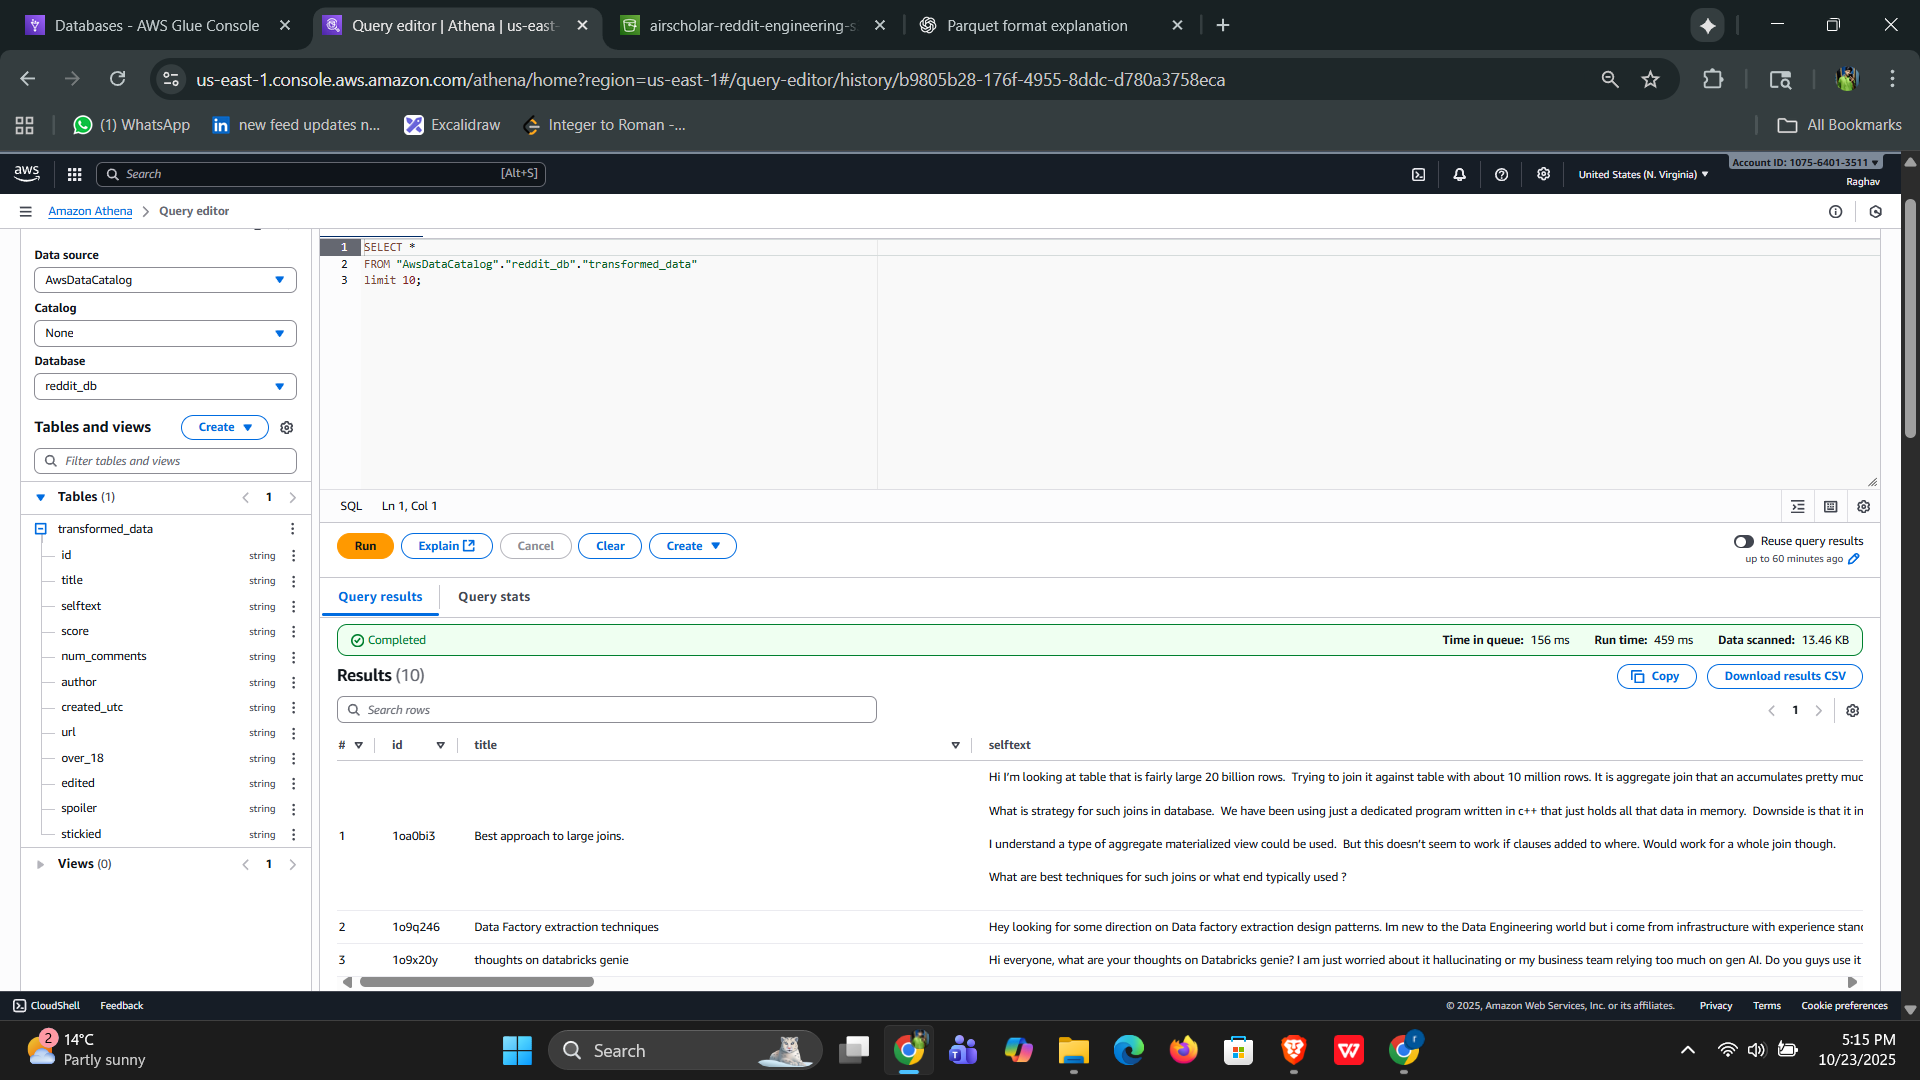 Databases - AWS Glue Console
Query editor | Athena | us-east-
airscholar-reddit-engineering-s
Parquet format explanation
us-east-1.console.aws.amazon.com/athena/home?region=us-east-1#/query-editor/history/b9805b28-176f-4955-8ddc-d780a3758eca
(1) WhatsApp
new feed updates n...
Excalidraw
Integer to Roman -...
All Bookmarks
aws
Search
[Alt+S]
United States (N. Virginia)
Account ID: 1075-6401-3511
Raghav
Amazon Athena
Query editor
Data source
AwsDataCatalog
Catalog
None
Database
reddit_db
Tables and views
Create
Filter tables and views
Tables (1)
1
transformed_data
id string
title string
selftext string
score string
num_comments string
author string
created_utc string
url string
over_18 string
edited string
spoiler string
stickied string
Views (0)
1
1 SELECT *
2 FROM "AwsDataCatalog"."reddit_db"."transformed_data"
3 limit 10;
SQL Ln 1, Col 1
Run
Explain
Cancel
Clear
Create
Reuse query results
up to 60 minutes ago
Query results
Query stats
Completed
Time in queue: 156 ms
Run time: 459 ms
Data scanned: 13.46 KB
Results (10)
Copy
Download results CSV
Search rows
1
# id title selftext
Hi I'm looking at table that is fairly large 20 billion rows. Trying to join it against table with about 10 million rows. It is aggregate join that an accumulates pretty muc
What is strategy for such joins in database. We have been using just a dedicated program written in c++ that just holds all that data in memory. Downside is that it in
1 1oa0bi3 Best approach to large joins.
I understand a type of aggregate materialized view could be used. But this doesn't seem to work if clauses added to where. Would work for a whole join though.
What are best techniques for such joins or what end typically used ?
2 1o9q246 Data Factory extraction techniques Hey looking for some direction on Data factory extraction design patterns. Im new to the Data Engineering world but i come from infrastructure with experience stand
3 1o9x20y thoughts on databricks genie Hi everyone, what are your thoughts on Databricks genie? I am just worried about it hallucinating or my business team relying too much on gen AI. Do you guys use it
CloudShell
Feedback
© 2025, Amazon Web Services, Inc. or its affiliates.
Privacy
Terms
Cookie preferences
2
14°C
Partly sunny
Search
5:15 PM
10/23/2025